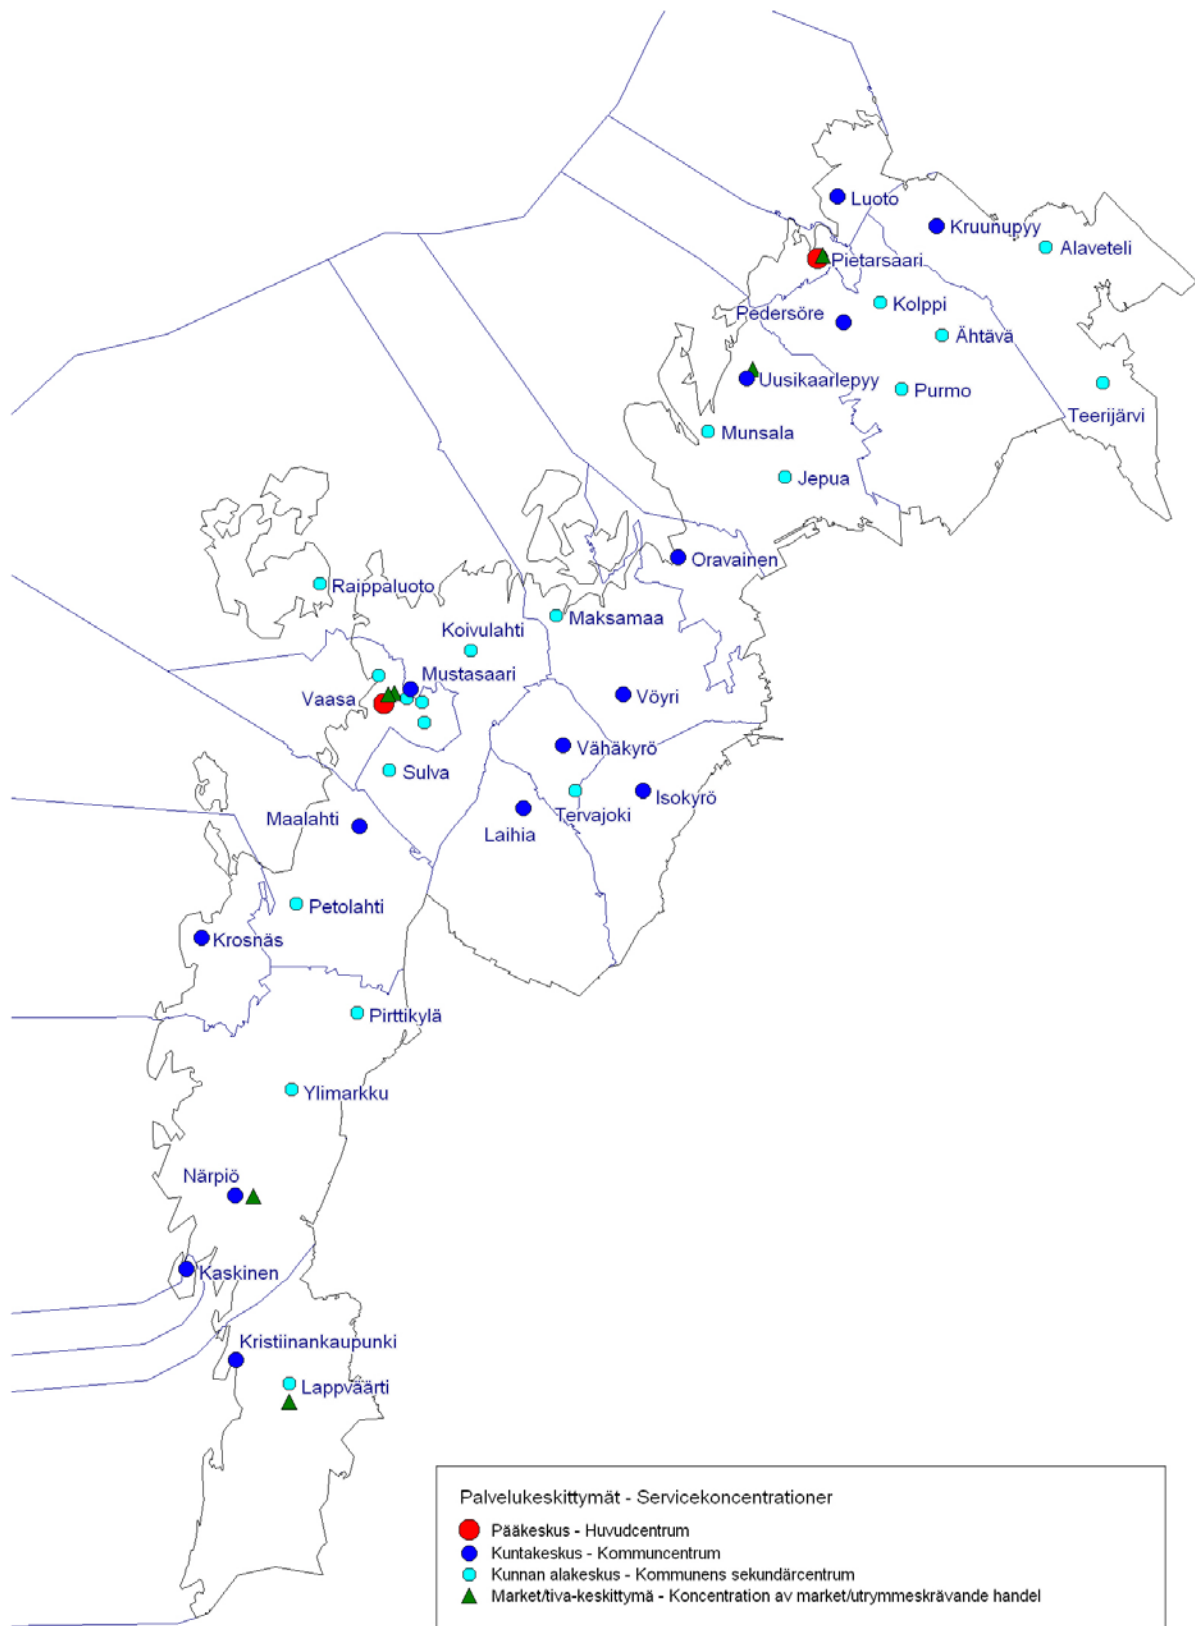 Luoto
Kruunupyy
Alaveteli
Pietarsaari
Kolppi
Pedersöre
Ähtävä
Uusikaarlepyy
Purmo
Teerijärvi
Munsala
Jepua
Oravainen
Raippaluoto
Maksamaa
Koivulahti
Mustasaari
Vaasa
Vöyri
Vähäkyrö
Sulva
Isokyrö
Tervajoki
Maalahti
Laihia
Petolahti
Krosnäs
Pirttikylä
Ylimarkku
Närpiö
Kaskinen
Kristiinankaupunki
Lappväärti
Palvelukeskittymät - Servicekoncentrationer
Pääkeskus - Huvudcentrum
Kuntakeskus - Kommuncentrum
Kunnan alakeskus - Kommunens sekundärcentrum
Market/tiva-keskittymä - Koncentration av market/utrymmeskrävande handel